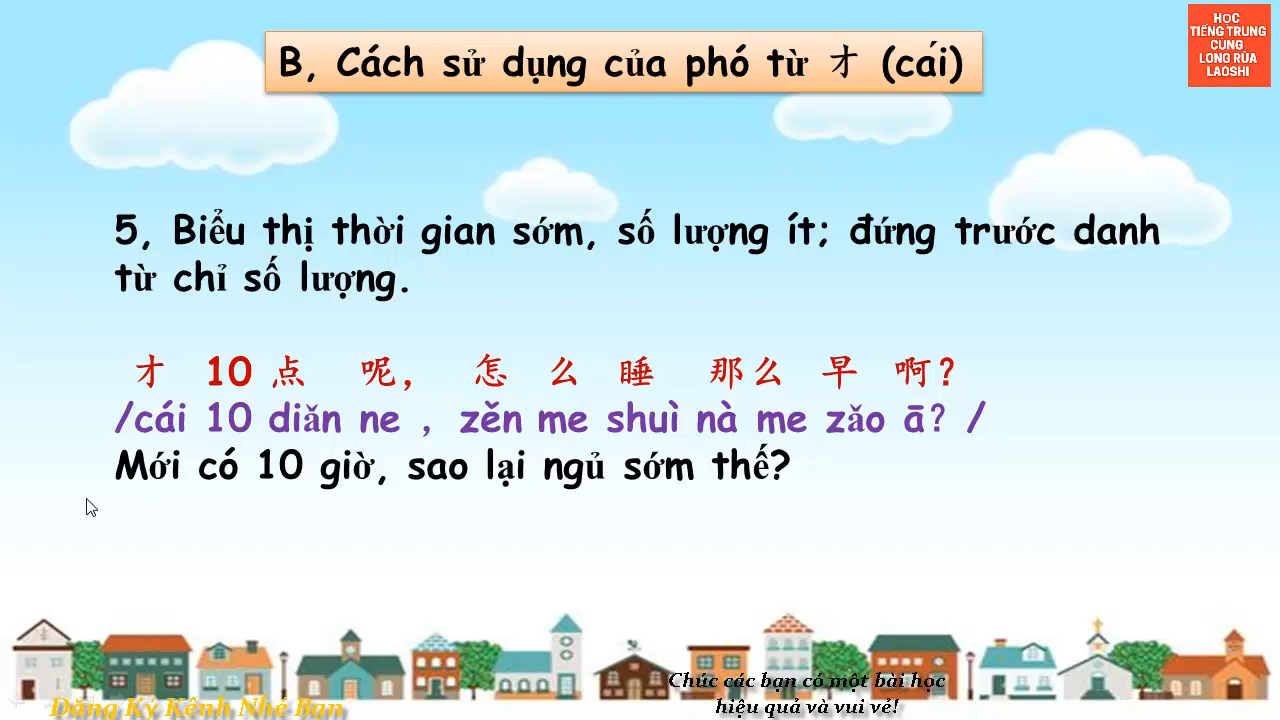 B, Cách sử dụng của phó từ 才 (cái)
HỌC
TIẾNG TRUNG
CUNG
LONG RÙA
LAOSHI
5, Biểu thị thời gian sớm, số lượng ít; đứng trước danh
từ chỉ số lượng.
才 10 点 呢， 怎 么 睡 那么 早 啊？
/cái 10 diǎn ne ，zěn me shuì nà me zǎo ā？/
Mới có 10 giờ, sao lại ngủ sớm thế?
Chúc các bạn có một bài học
hiệu quả và vui vẻ!
Đăng Ký Kênh Nhé Bạn